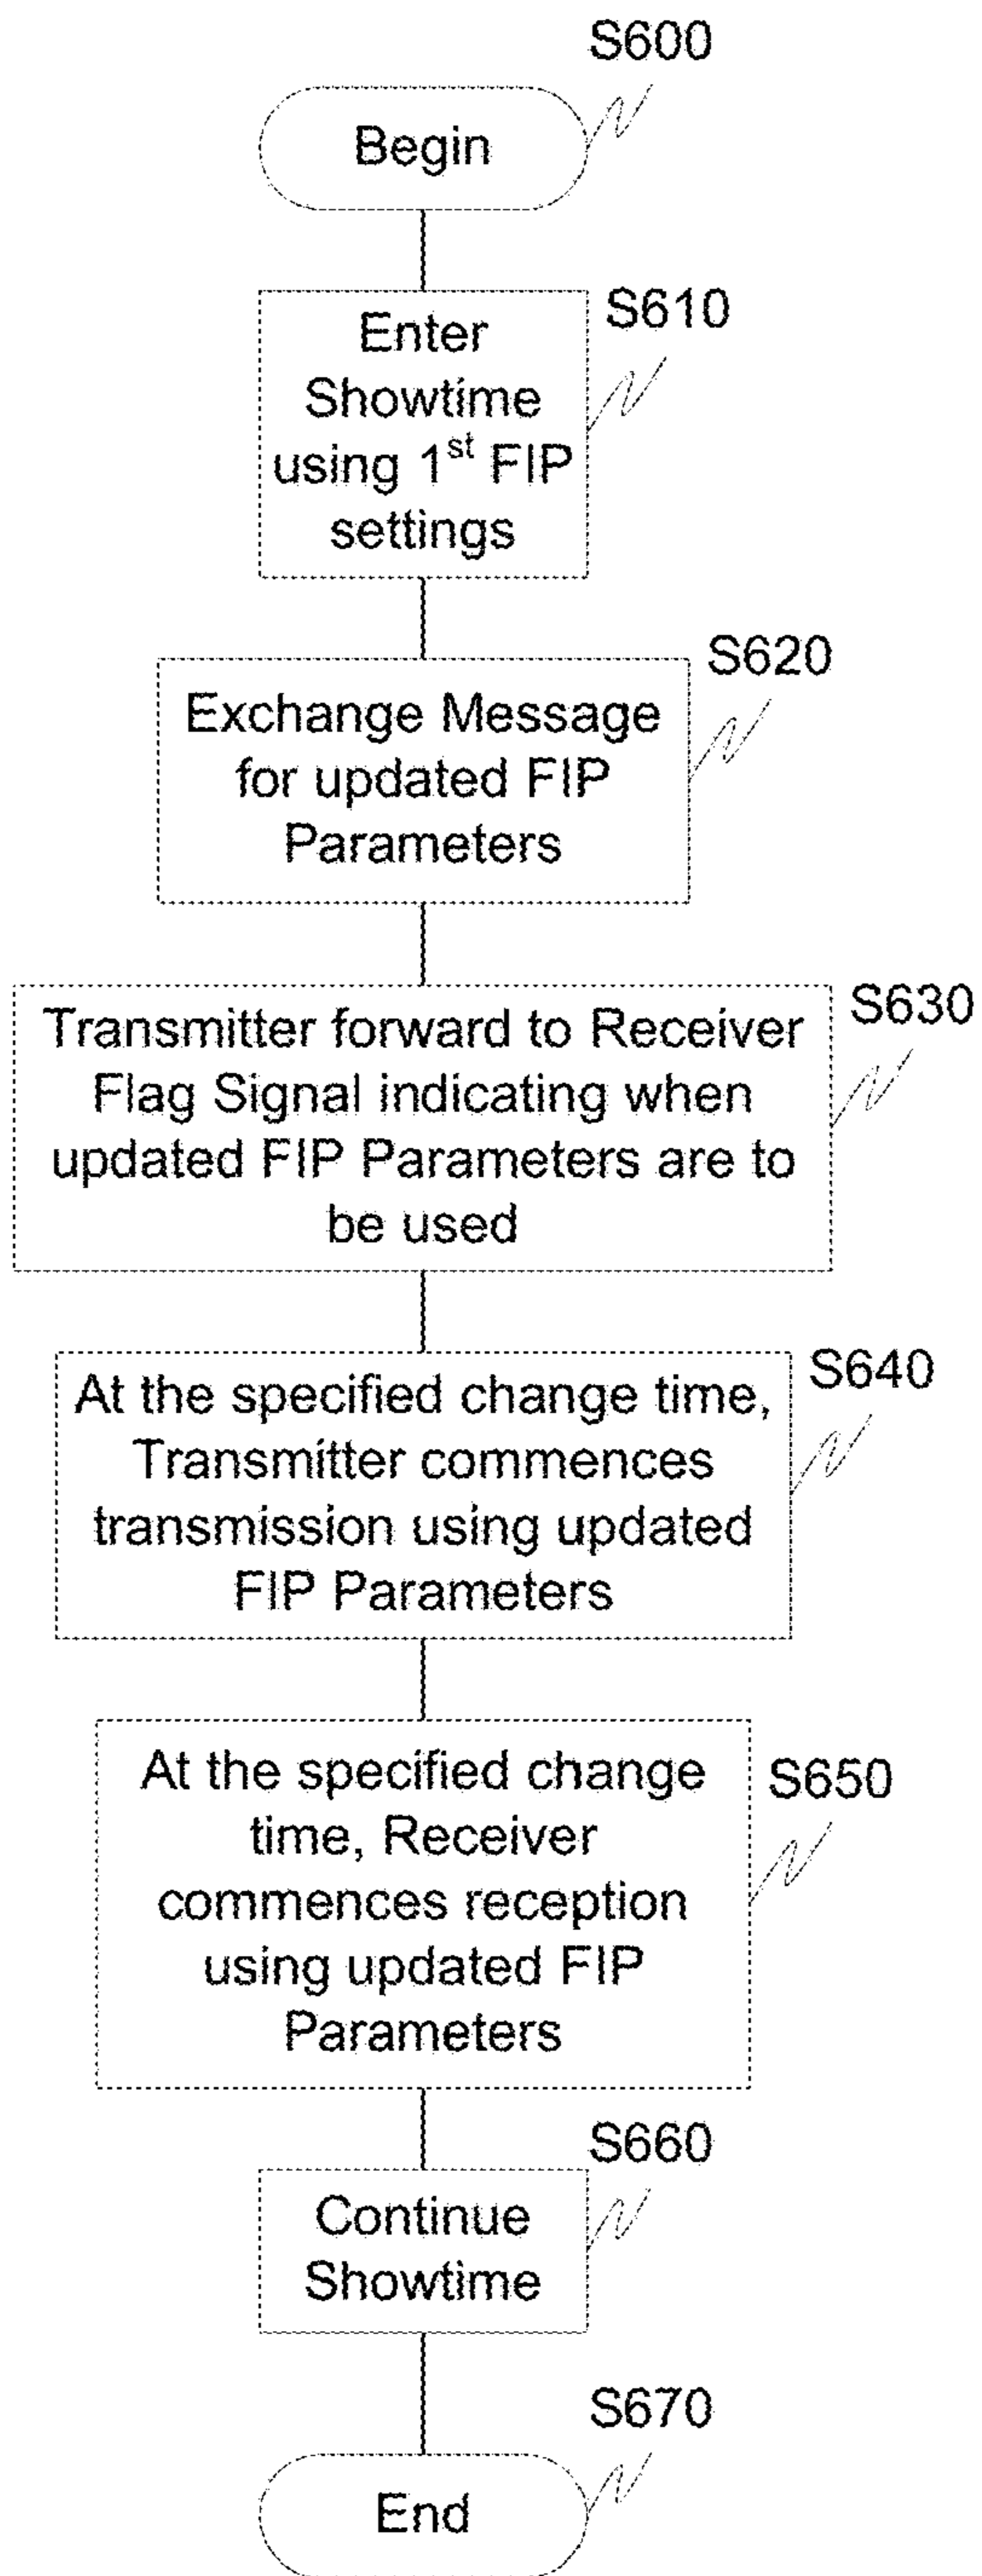 S600
Begin
S610
Enter
Showtime
using 1st FIP
settings
S620
Exchange Message
for updated FIP
Parameters
S630
Transmitter forward to Receiver
Flag Signal indicating when
updated FIP Parameters are to
be used
S640
At the specified change time,
Transmitter commences
transmission using updated
FIP Parameters
S650
At the specified change
time, Receiver
commences reception
using updated FIP
Parameters
S660
Continue
Showtime
S670
End